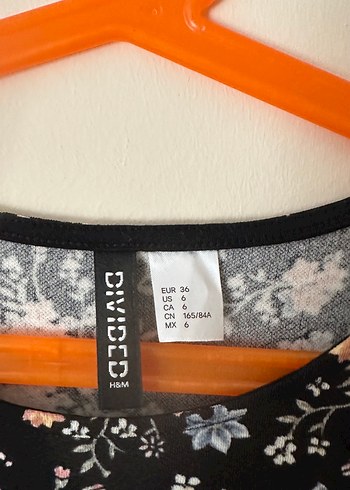 DIVIDED
H&M
EUR 36
US 6
CA 6
CN 165/84A
MX 6